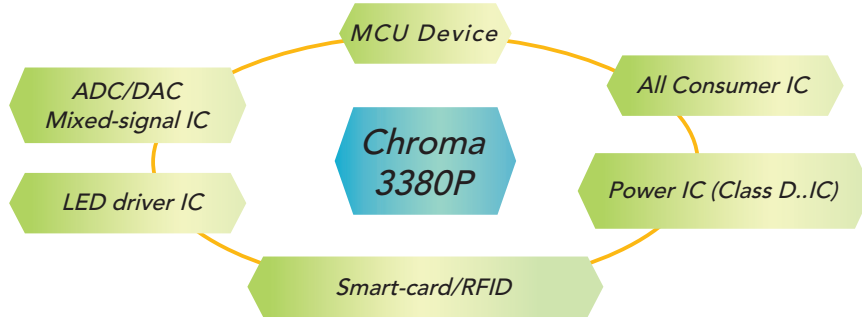 MCU Device
ADC/DAC
Mixed-signal IC
All Consumer IC
Chroma
3380P
LED driver IC
Power IC (Class D..IC)
Smart-card/RFID